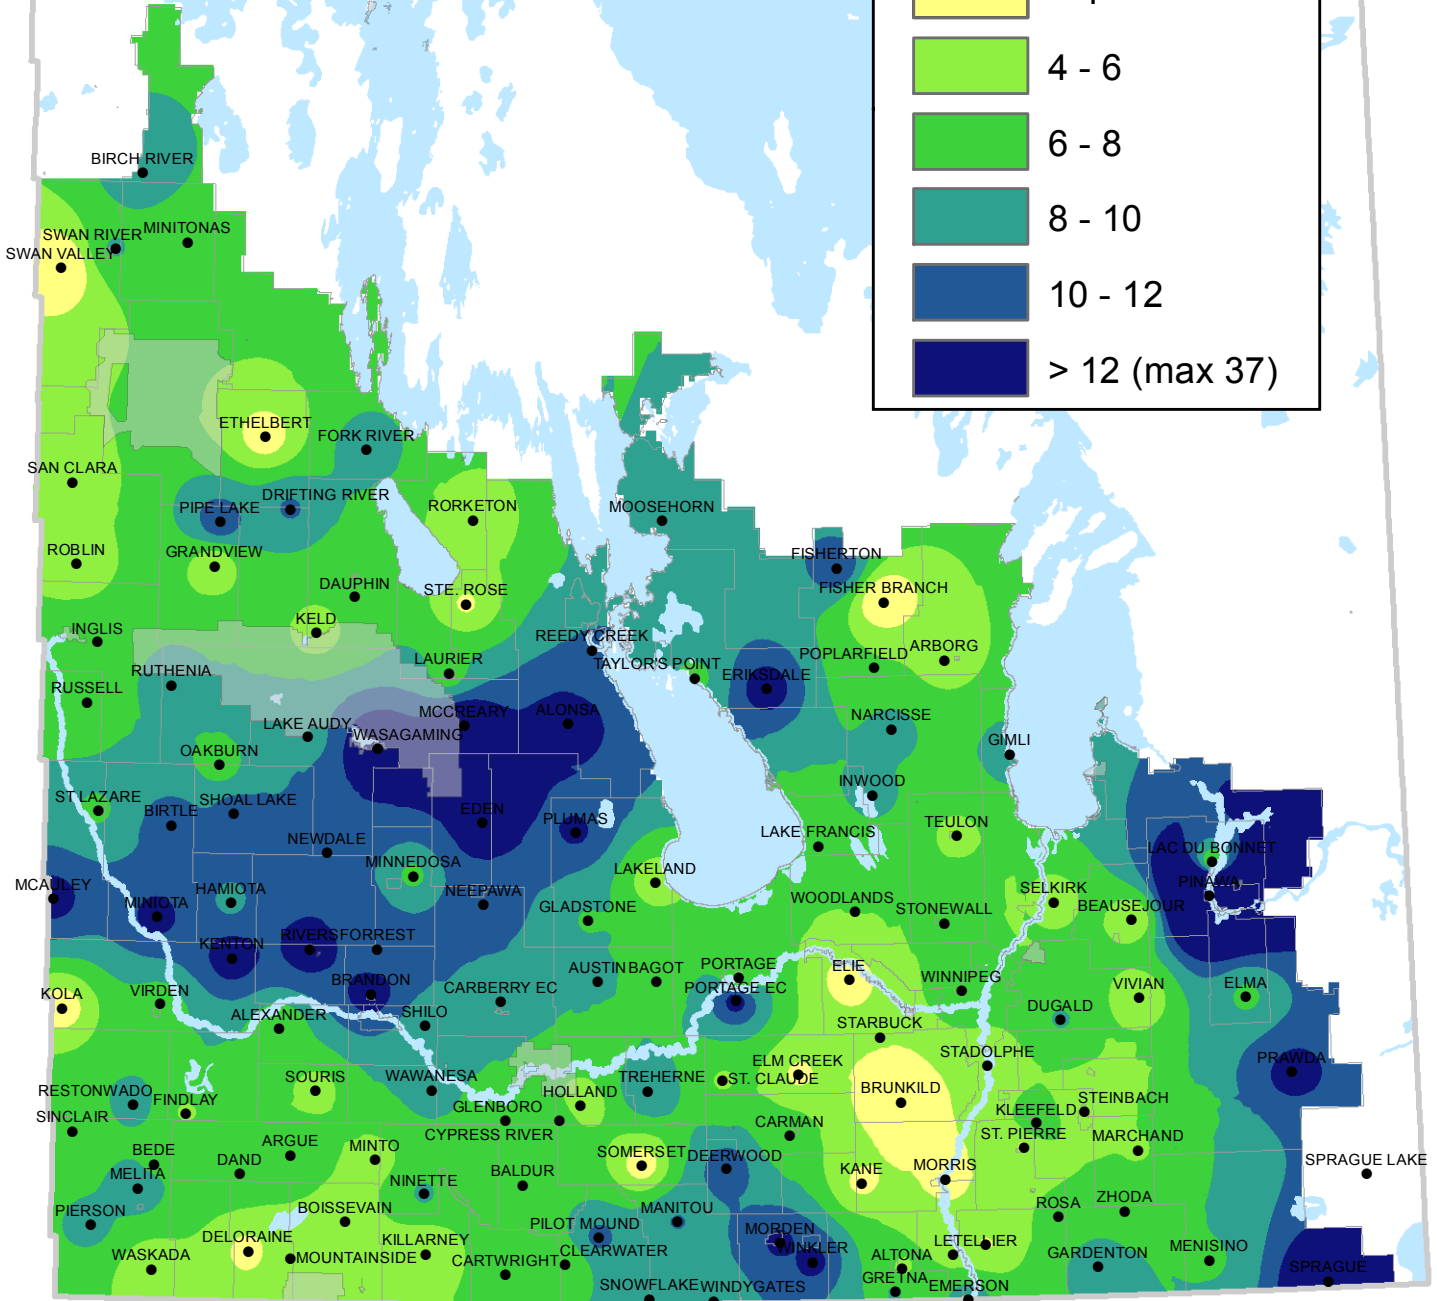 4 - 6
6 - 8
8 - 10
10 - 12
> 12 (max 37)
BIRCH RIVER
SWAN RIVER
MINITONAS
SWAN VALLEY
ETHELBERT
FORK RIVER
SAN CLARA
DRIFTING RIVER
PIPE LAKE
RORKETON
MOOSEHORN
ROBLIN
GRANDVIEW
FISHERTON
DAUPHIN
STE. ROSE
FISHER BRANCH
KELD
INGLIS
REEDY CREEK
RUTHENIA
LAURIER
TAYLOR'S POINT
POPLARFIELD
ARBORG
ERIKSDALE
RUSSELL
LAKE AUDY
MCCREARY
ALONSA
NARCISSE
WASAGAMING
OAKBURN
GIMLI
INWOOD
ST LAZARE
BIRTLE
SHOAL LAKE
EDEN
PLUMAS
NEWDALE
LAKE FRANCIS
TEULON
MINNEDOSA
LAKELAND
LAC DU BONNET
MCAULEY
HAMIOTA
NEEPAWA
PINAWA
MINIOTA
GLADSTONE
WOODLANDS
STONEWALL
SELKIRK
BEAUSEJOUR
KENTON
RIVERS
FORREST
AUSTIN
BAGOT
PORTAGE
ELIE
WINNIPEG
KOLA
VIRDEN
BRANDON
CARBERRY EC
PORTAGE EC
VIVIAN
ELMA
ALEXANDER
SHILO
DUGALD
STARBUCK
STADOLPHE
PRAWDA
RESTON
WADO
FINDLAY
SOURIS
WAWANESA
HOLLAND
TREHERNE
ELM CREEK
ST. CLAUDE
BRUNKILD
SINCLAIR
GLENBORO
CYPRESS RIVER
CARMAN
KLEEFELD
STEINBACH
ST. PIERRE
MARCHAND
BEDE
ARGUE
MINTO
MELITA
DAND
NINETTE
BALDUR
SOMERSET
DEERWOOD
KANE
MORRIS
SPRAGUE LAKE
PIERSON
BOISSEVAIN
PILOT MOUND
MANITOU
ROSA
ZHODA
WASKADA
DELORAINE
MOUNTAINSIDE
KILLARNEY
CARTWRIGHT
CLEARWATER
MORDEN
WINKLER
ALTONA
LETELLIER
GARDENTON
MENISINO
SNOWFLAKE
WINDYGATES
GRETNA
EMERSON
SPRAGUE